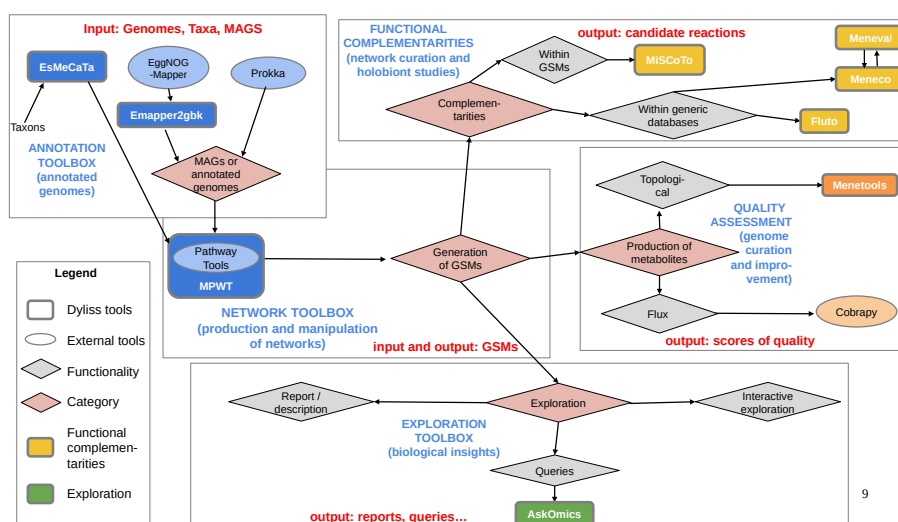 Input: Genomes, Taxa, MAGS
EsMeCaTa
EggNOG
-Mapper
Prokka
Emapper2gbk
Taxons
ANNOTATION
TOOLBOX
(annotated
genomes)
MAGs or
annotated
genomes
Pathway
Tools
MPWT
NETWORK TOOLBOX
(production and manipulation
of networks)
input and output: GSMs
Generation
of GSMs
FUNCTIONAL
COMPLEMENTARITIES
(network curation and
holobiont studies)
output: candidate reactions
Within
GSMs
MiSCoTo
Meneval
Meneco
Complemen-
tarities
Within generic
databases
Fluto
Topologi-
cal
Menetools
QUALITY
ASSESSMENT
(genome
curation
and impro-
vement)
Production of
metabolites
Flux
Cobrapy
output: scores of quality
Report /
description
Exploration
Interactive
exploration
EXPLORATION
TOOLBOX
(biological insights)
Queries
AskOmics
output: reports, queries…
Legend
Dyliss tools
External tools
Functionality
Category
Functional
complemen-
tarities
Exploration
9